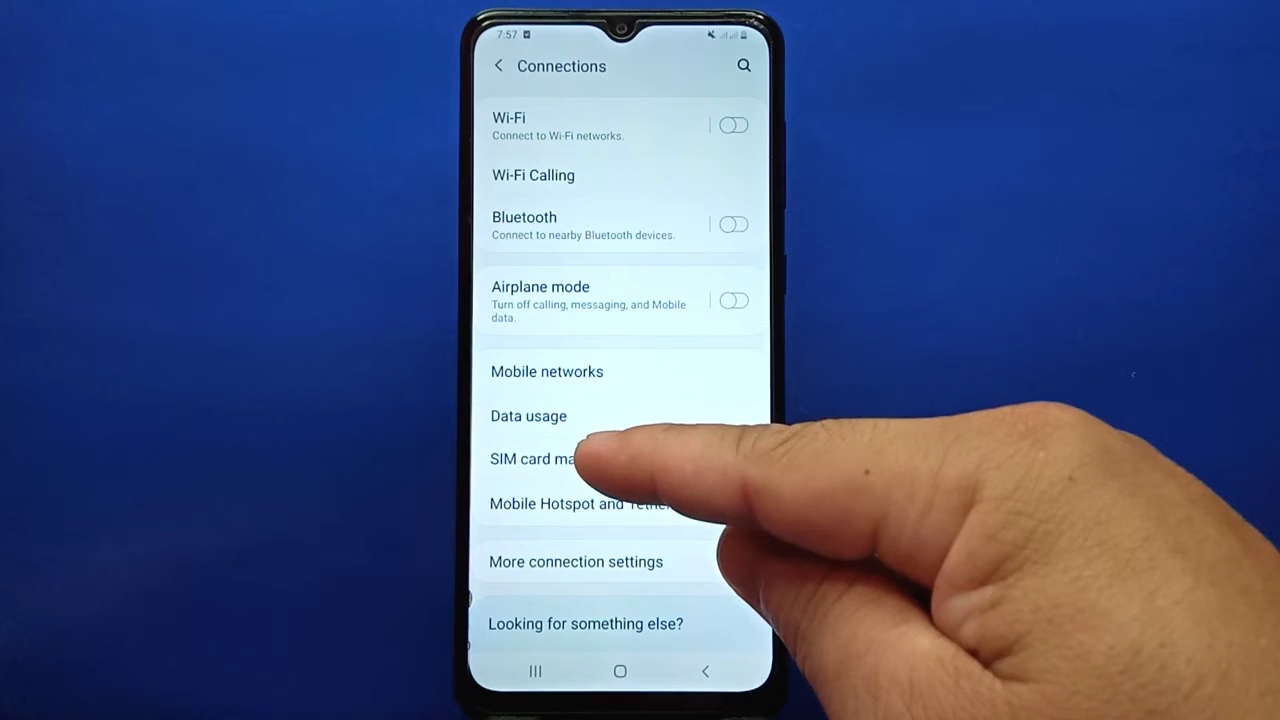 7:57
Connections
Wi-Fi
Connect to Wi-Fi networks.
Wi-Fi Calling
Bluetooth
Connect to nearby Bluetooth devices.
Airplane mode
Turn off calling, messaging, and Mobile
data.
Mobile networks
Data usage
SIM card
Mobile Hotspot and
More connection settings
Looking for something else?